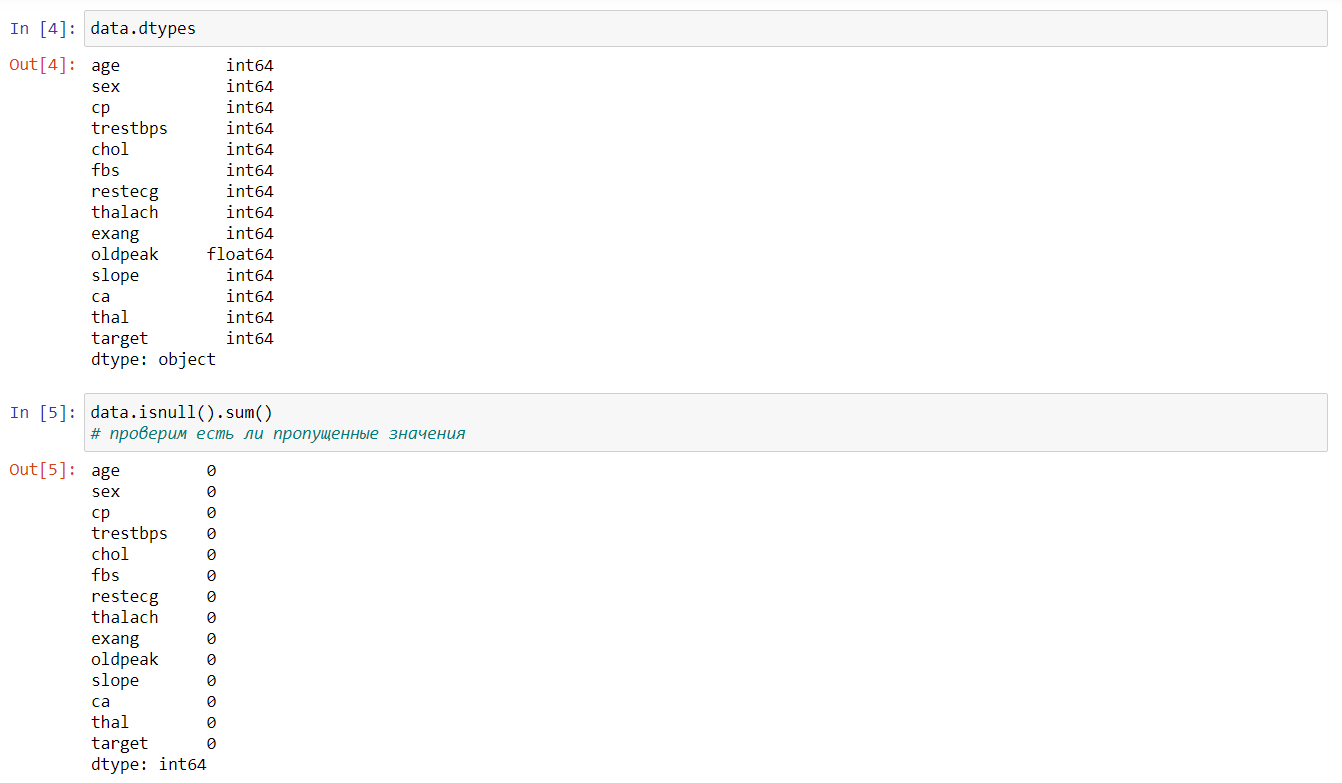 In [4]: data.dtypes
Out[4]: age           int64
sex           int64
cp            int64
trestbps      int64
chol          int64
fbs           int64
restecg       int64
thalach       int64
exang         int64
oldpeak     float64
slope         int64
ca            int64
thal          int64
target        int64
dtype: object
In [5]: data.isnull().sum()
# проверим есть ли пропущенные значения
Out[5]: age         0
sex         0
cp          0
trestbps    0
chol        0
fbs         0
restecg     0
thalach     0
exang       0
oldpeak     0
slope       0
ca          0
thal        0
target      0
dtype: int64